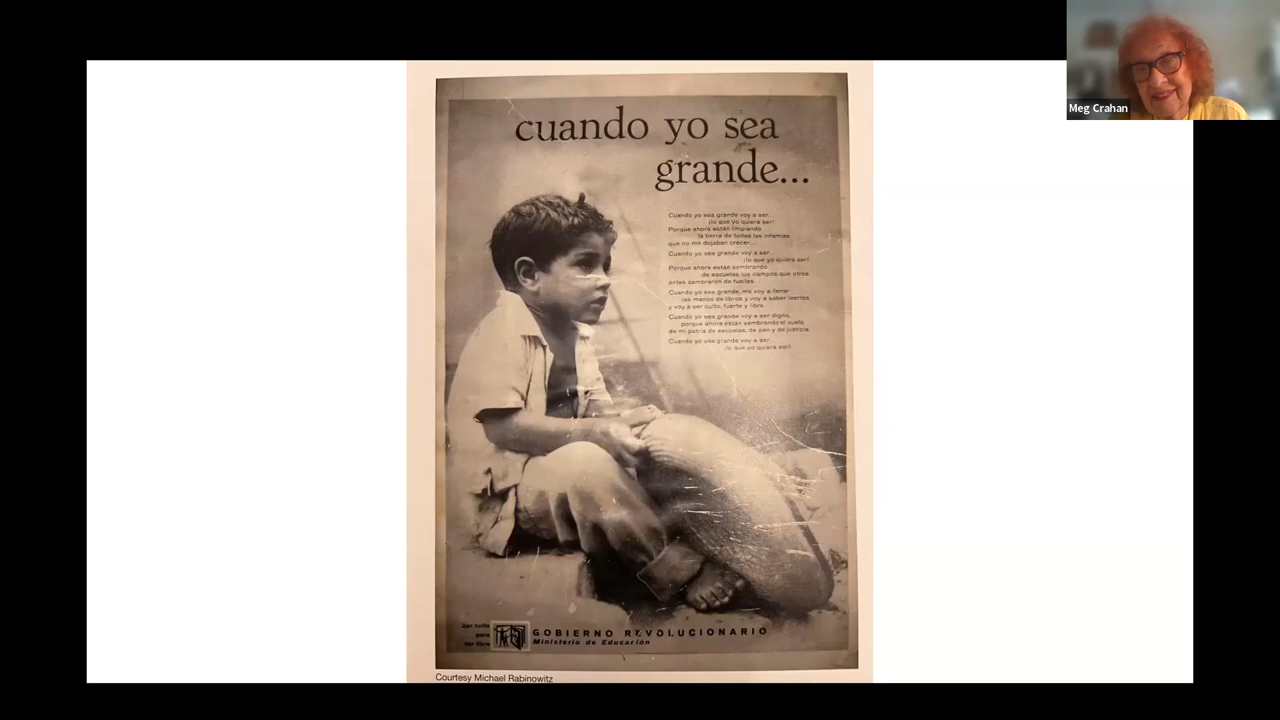 Meg Crahan
cuando yo sea
grande...
Cuando yo sea grande voy a ser...
¡lo que yo quiera ser!
Porque ahora están limpiando
la tierra de todas las infamias
que no me dejaban crecer...
Cuando yo sea grande voy a ser...
¡lo que yo quiera ser!
Porque ahora están sembrando
de escuelas los campos que otros
antes sembraron de fusiles...
Cuando yo sea grande, me voy a llenar
las manos de libros y voy a saber leerlos
y voy a ser culto, fuerte y libre.
Cuando yo sea grande voy a ser digno,
porque ahora están sembrando el suelo
de mi patria de escuelas, de pan y de justicia.
Cuando yo sea grande voy a ser...
¡lo que yo quiera ser!
Ser culto
para
ser libre
GOBIERNO REVOLUCIONARIO
Ministerio de Educación
Courtesy Michael Rabinowitz